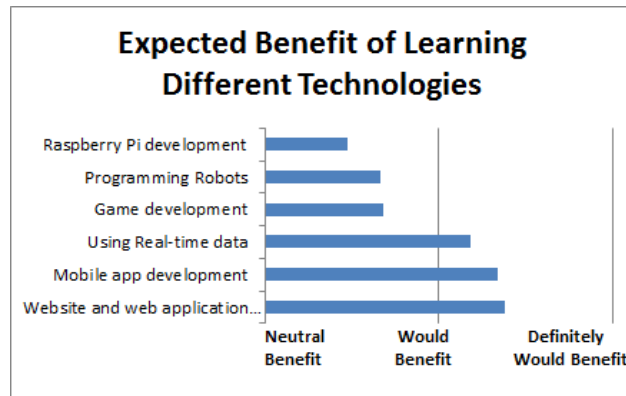 Expected Benefit of Learning
Different Technologies
Raspberry Pi development
Programming Robots
Game development
Using Real-time data
Mobile app development
Website and web application...
Neutral Would Definitely
Benefit Benefit Would Benefit